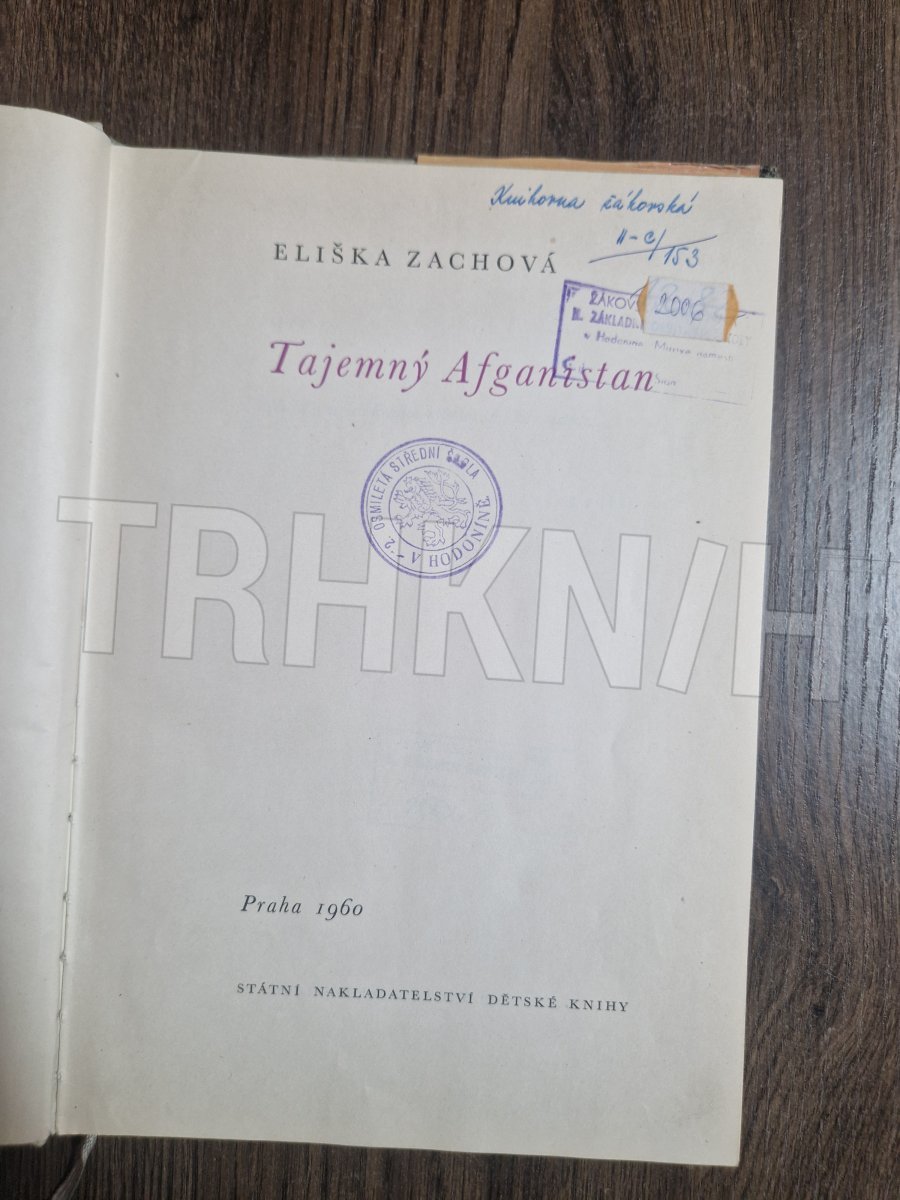 Knihovna žákovská
II-C/153
ELIŠKA ZACHOVÁ
2006
ŽÁKOV
II. ZÁKLADN
v Hodoníně
Tajemný Afganistan
2. OSMILETÁ STŘEDNÍ ŠKOLA
V HODONÍNĚ
TRHKNIH
Praha 1960
STÁTNÍ NAKLADATELSTVÍ DĚTSKÉ KNIHY